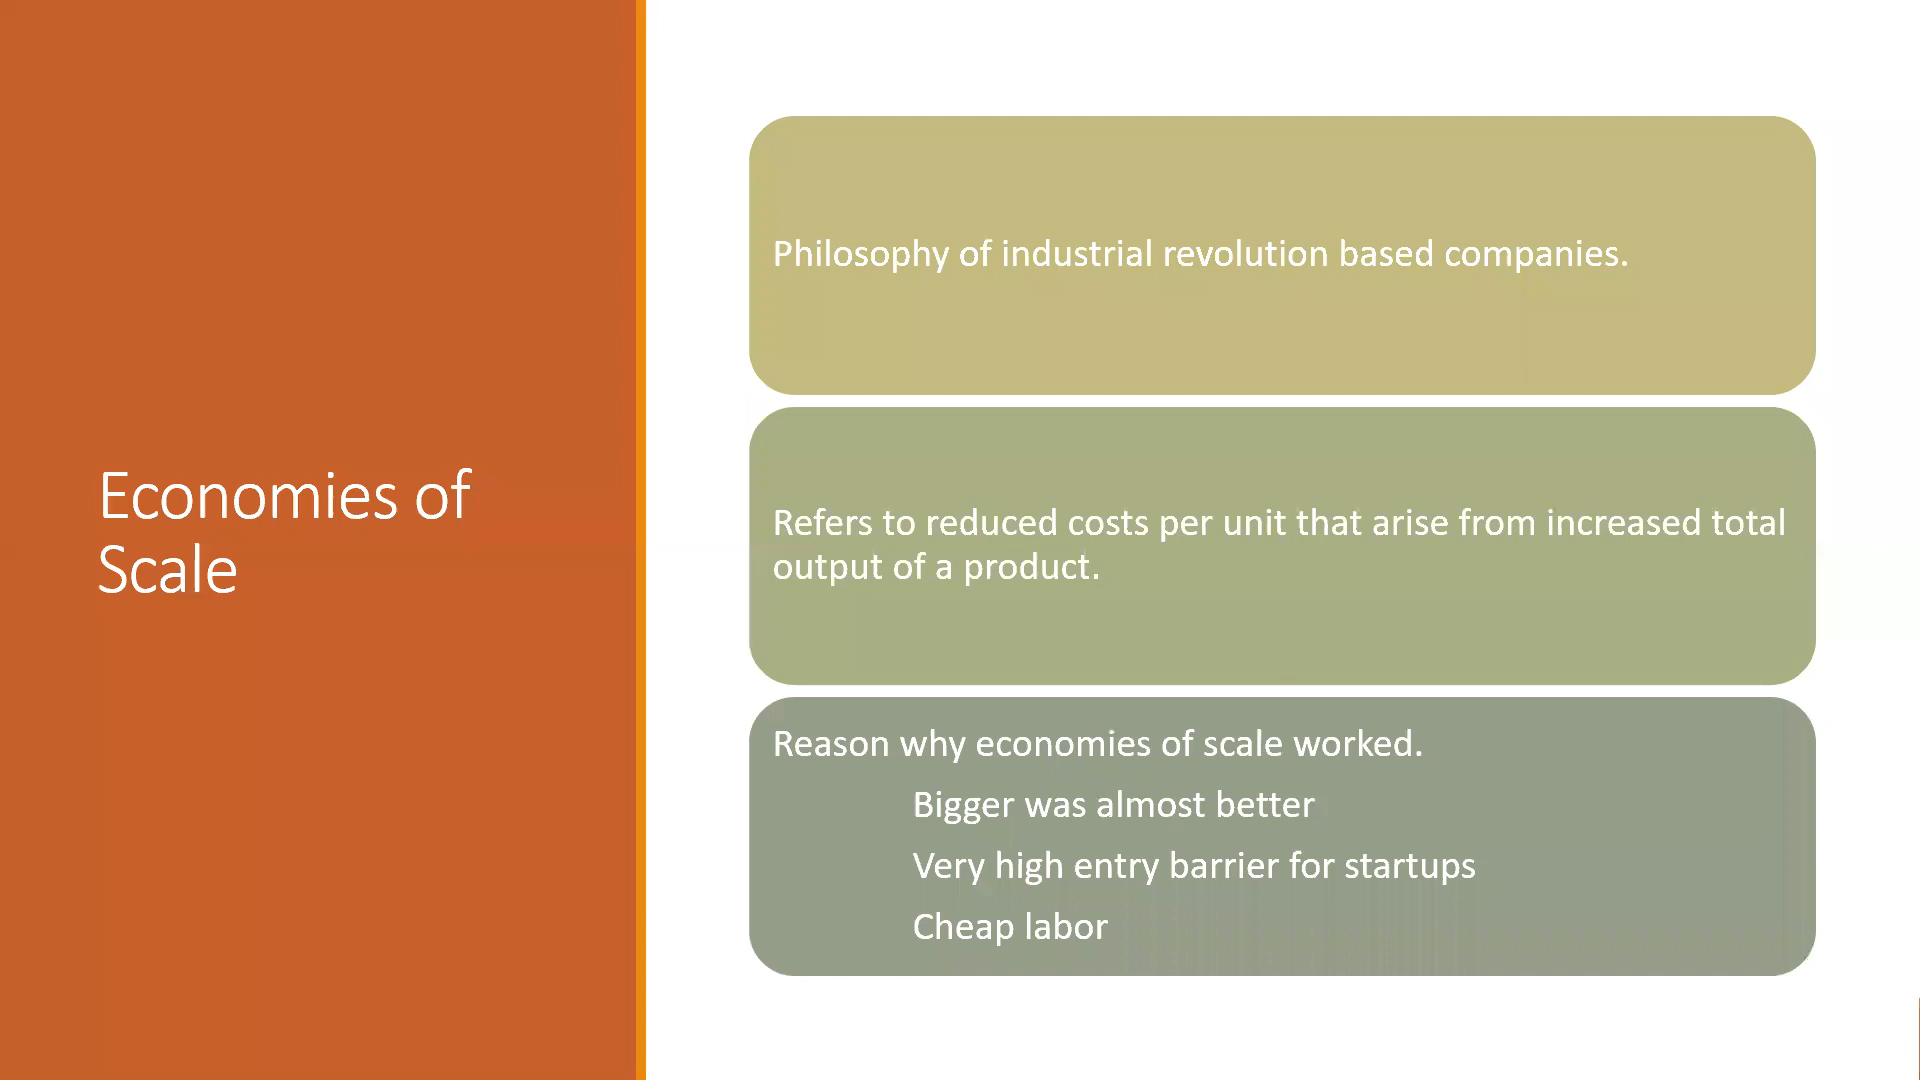 Economies of
Scale
Philosophy of industrial revolution based companies.
Refers to reduced costs per unit that arise from increased total
output of a product.
Reason why economies of scale worked.
Bigger was almost better
Very high entry barrier for startups
Cheap labor